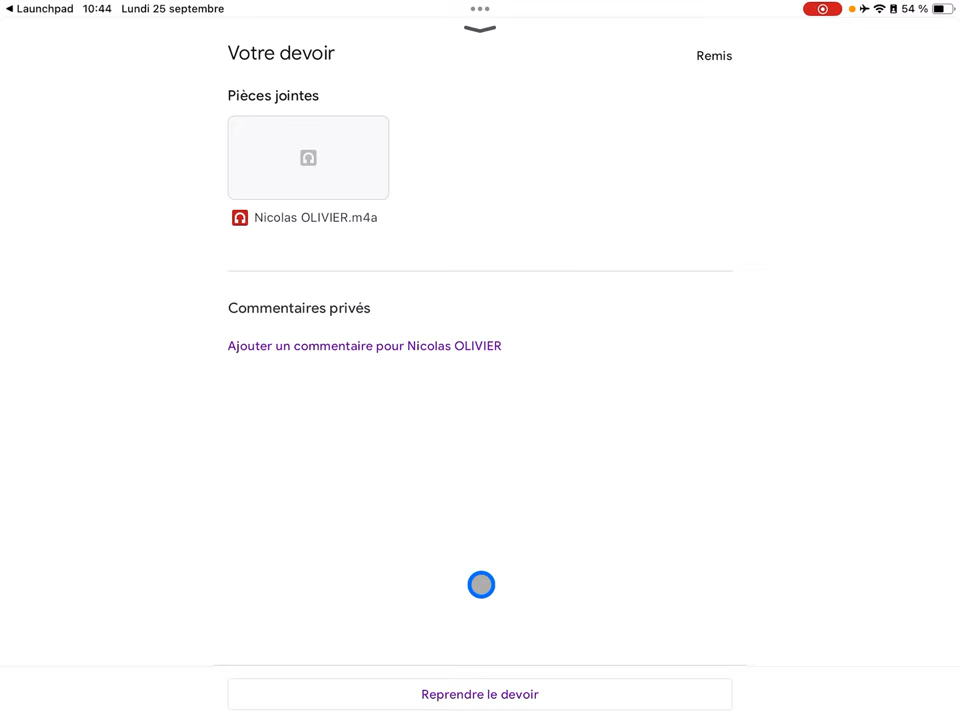 Launchpad 10:44 Lundi 25 septembre 54 %
Votre devoir
Remis
Pièces jointes
Nicolas OLIVIER.m4a
Commentaires privés
Ajouter un commentaire pour Nicolas OLIVIER
Reprendre le devoir